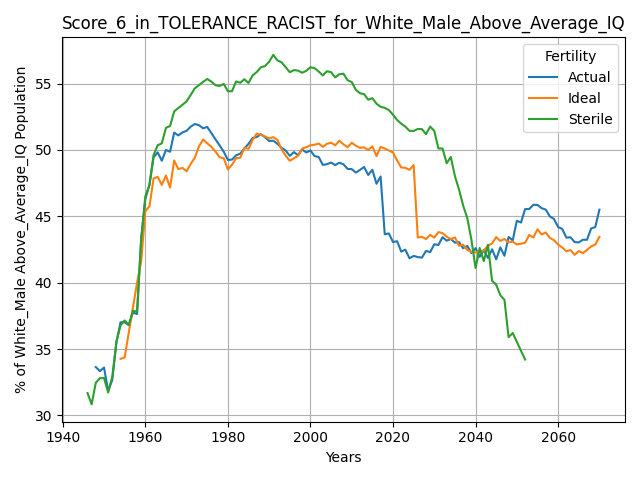 Score_6_in_TOLERANCE_RACIST_for_White_Male_Above_Average_IQ
% of White_Male Above_Average_IQ Population
55
50
45
40
35
30
1940
1960
1980
2000
2020
2040
2060
Years
Fertility
Actual
Ideal
Sterile